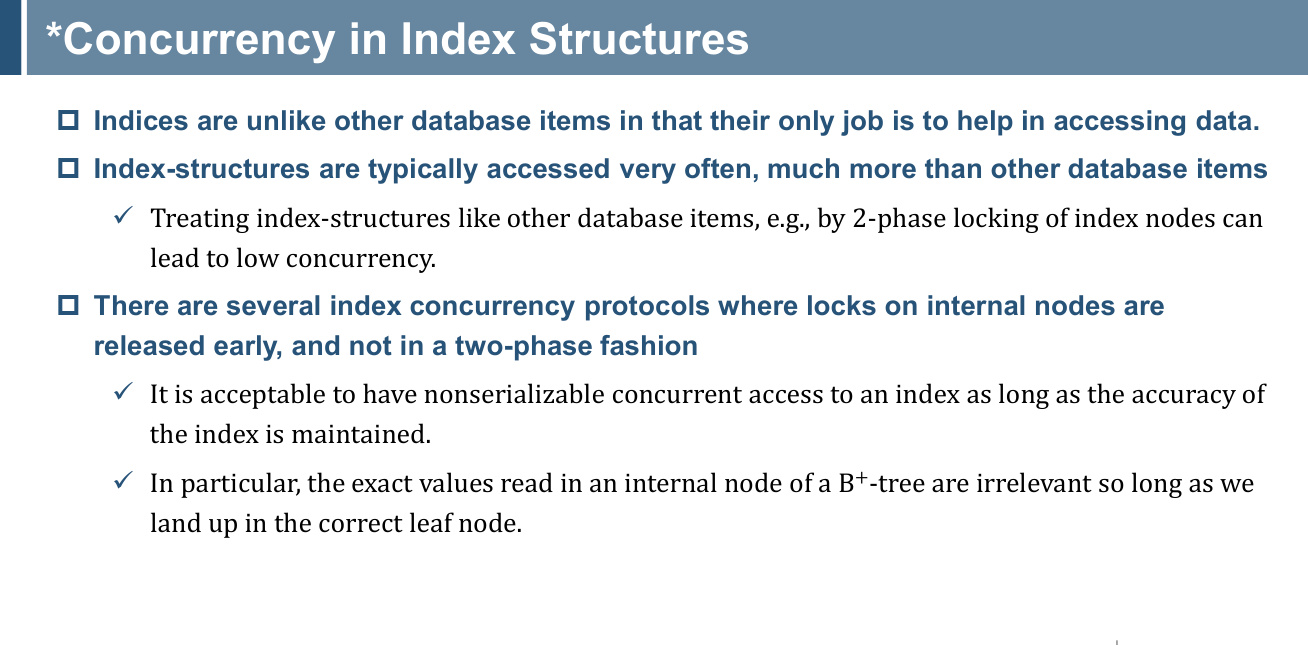 *Concurrency in Index Structures
Indices are unlike other database items in that their only job is to help in accessing data.
Index-structures are typically accessed very often, much more than other database items
Treating index-structures like other database items, e.g., by 2-phase locking of index nodes can
lead to low concurrency.
There are several index concurrency protocols where locks on internal nodes are
released early, and not in a two-phase fashion
It is acceptable to have nonserializable concurrent access to an index as long as the accuracy of
the index is maintained.
In particular, the exact values read in an internal node of a B⁺-tree are irrelevant so long as we
land up in the correct leaf node.